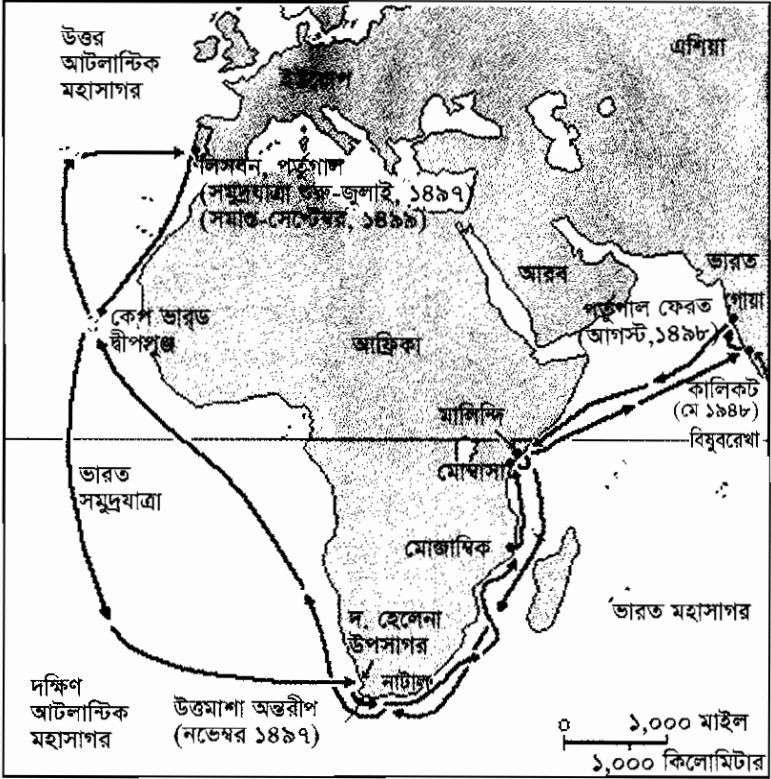 উত্তর
আটলান্টিক
মহাসাগর
এশিয়া
ইউরোপ
লিসবন, পর্তুগাল
(সমুদ্রযাত্রা শুরু-জুলাই, ১৪৯৭)
(সমাপ্ত-সেপ্টেম্বর, ১৪৯৯)
আরব
ভারত
গোয়া
পর্তুগাল ফেরত
(আগস্ট,১৪৯৮)
কেপ ভার্ড
দ্বীপপুঞ্জ
আফ্রিকা
কালিকট
(মে ১৯৪৮)
মালিন্দি
বিষুবরেখা
মোম্বাসা
ভারত
সমুদ্রযাত্রা
মোজাম্বিক
ভারত মহাসাগর
দ. হেলেনা
উপসাগর
নাটাল
দক্ষিণ
আটলান্টিক
মহাসাগর
উত্তমাশা অন্তরীপ
(নভেম্বর ১৪৯৭)
০ ১,০০০ মাইল
১,০০০ কিলোমিটার